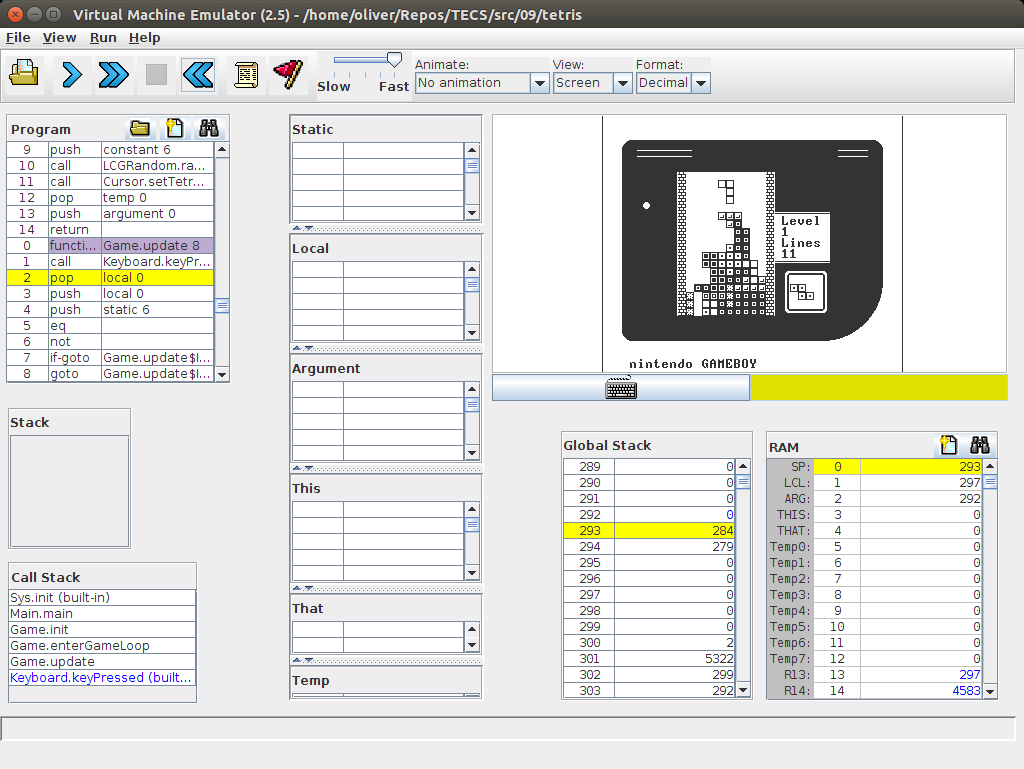 Virtual Machine Emulator (2.5) - /home/oliver/Repos/TECS/src/09/tetris
File View Run Help
Slow Fast
Animate: View: Format:
No animation Screen Decimal
Program
9 push constant 6
10 call LCGRandom.ra...
11 call Cursor.setTetr...
12 pop temp 0
13 push argument 0
14 return
0 functi... Game.update 8
1 call Keyboard.keyPr...
2 pop local 0
3 push local 0
4 push static 6
5 eq
6 not
7 if-goto Game.update$I...
8 goto Game.update$I...
Stack
Call Stack
Sys.init (built-in)
Main.main
Game.init
Game.enterGameLoop
Game.update
Keyboard.keyPressed (built...
Static
Local
Argument
This
That
Temp
Level
1
Lines
11
nintendo GAMEBOY
Global Stack
289 0
290 0
291 0
292 0
293 284
294 279
295 0
296 0
297 0
298 0
299 0
300 2
301 5322
302 299
303 292
RAM
SP: 0 293
LCL: 1 297
ARG: 2 292
THIS: 3 0
THAT: 4 0
Temp0: 5 0
Temp1: 6 0
Temp2: 7 0
Temp3: 8 0
Temp4: 9 0
Temp5: 10 0
Temp6: 11 0
Temp7: 12 0
R13: 13 297
R14: 14 4583